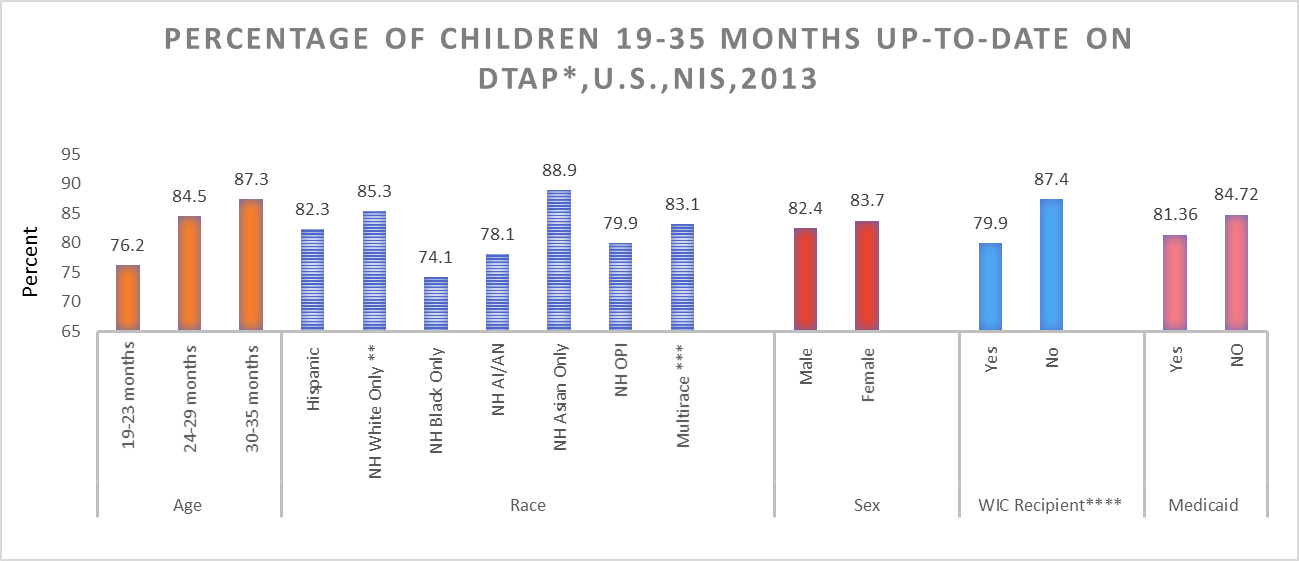 PERCENTAGE OF CHILDREN 19-35 MONTHS UP-TO-DATE ON
DTAP*,U.S.,NIS,2013
Percent
95
90
85
80
75
70
65
76.2
84.5
87.3
82.3
85.3
74.1
78.1
88.9
79.9
83.1
82.4
83.7
79.9
87.4
81.36
84.72
19-23 months
24-29 months
30-35 months
Hispanic
NH White Only **
NH Black Only
NH AI/AN
NH Asian Only
NH OPI
Multirace ***
Male
Female
Yes
No
Yes
NO
Age
Race
Sex
WIC Recipient****
Medicaid